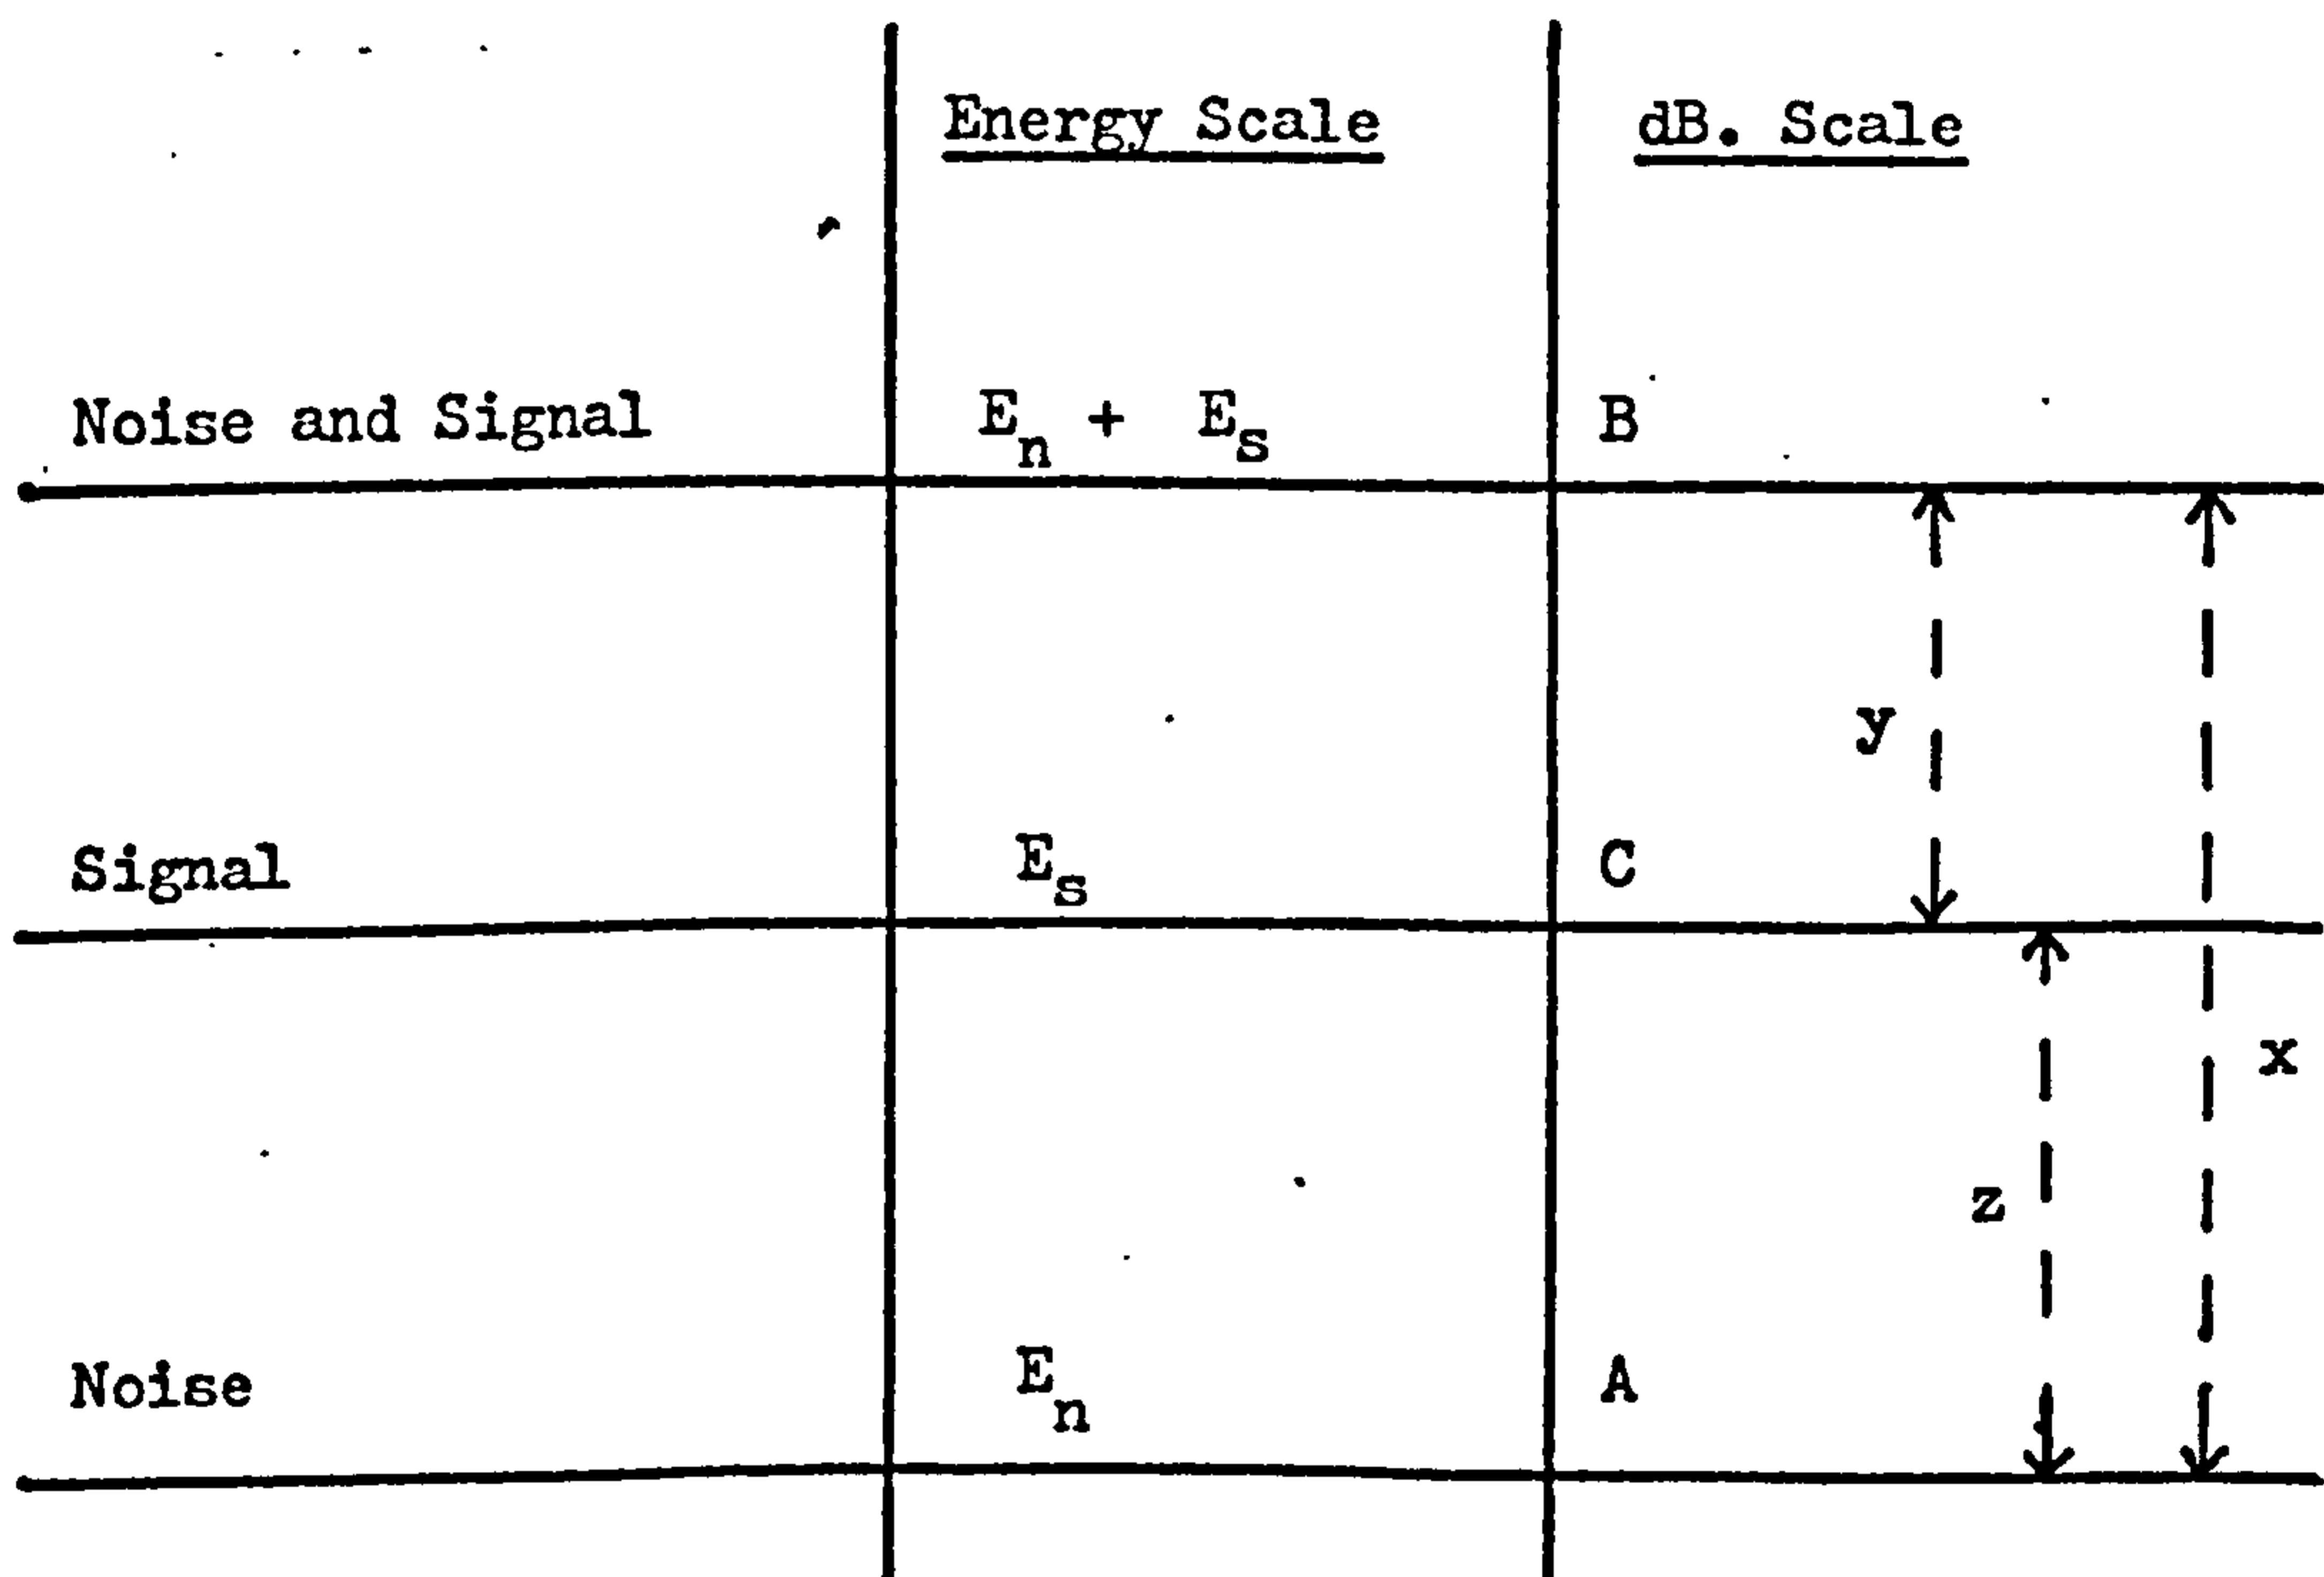 Energy Scale dB. Scale
Noise and Signal Eₙ + Eₛ B
y
Signal Eₛ C
x
z
Noise Eₙ A